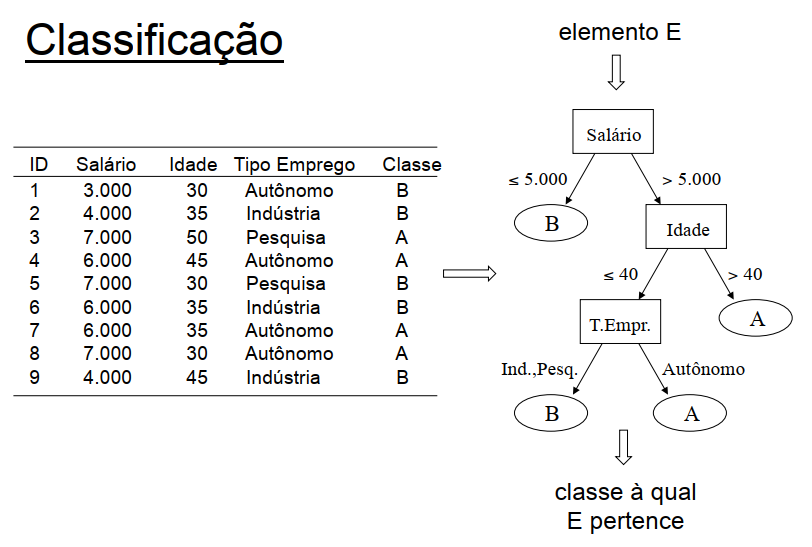 Classificação
ID Salário Idade Tipo Emprego Classe
1 3.000 30 Autônomo B
2 4.000 35 Indústria B
3 7.000 50 Pesquisa A
4 6.000 45 Autônomo A
5 7.000 30 Pesquisa B
6 6.000 35 Indústria B
7 6.000 35 Autônomo A
8 7.000 30 Autônomo A
9 4.000 45 Indústria B
elemento E
Salário
≤ 5.000 > 5.000
B
Idade
≤ 40 > 40
T.Empr.
A
Ind.,Pesq. Autônomo
B A
classe à qual
E pertence